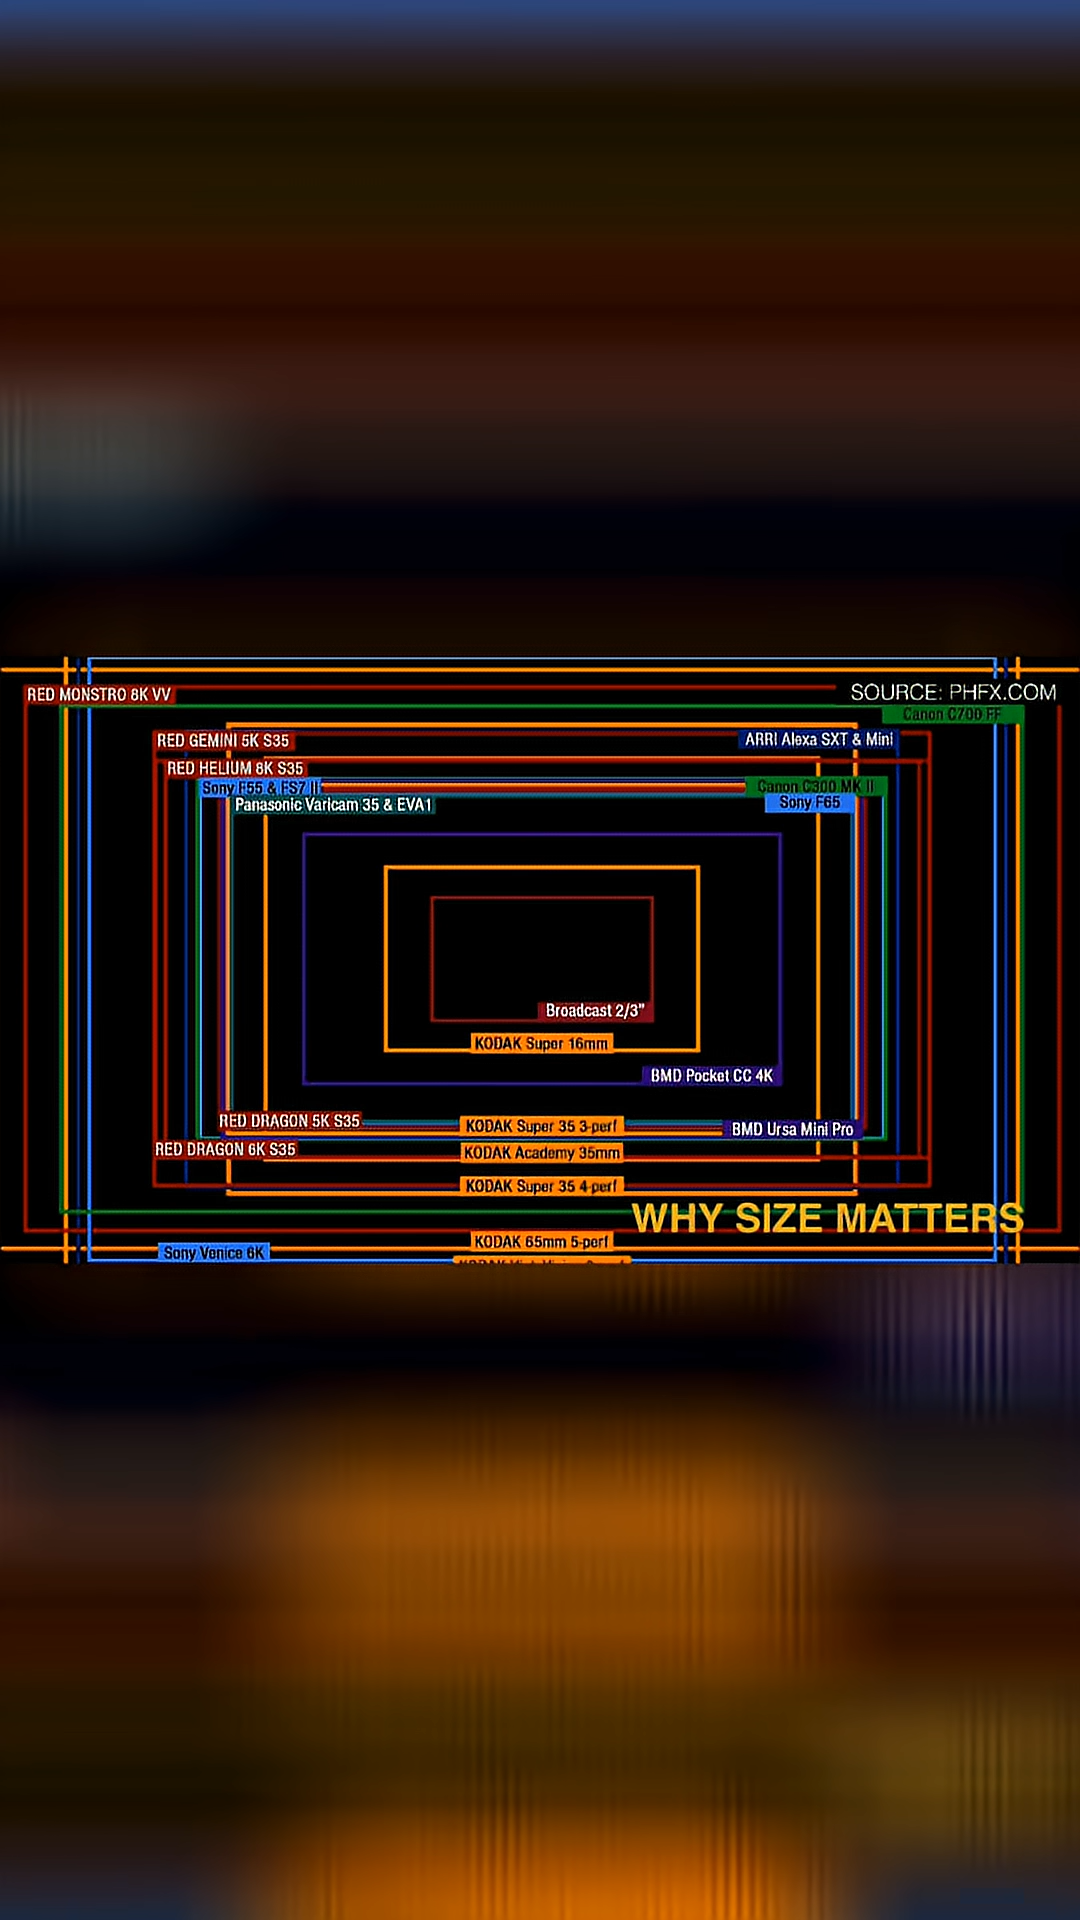 RED MONSTRO 8K VV
SOURCE: PHFX.COM
Canon C700 FF
RED GEMINI 5K S35
ARRI Alexa SXT & Mini
RED HELIUM 8K S35
Sony F55 & FS7 II
Canon C300 MK II
Panasonic Varicam 35 & EVA1
Sony F65
Broadcast 2/3"
KODAK Super 16mm
BMD Pocket CC 4K
RED DRAGON 5K S35
KODAK Super 35 3-perf
BMD Ursa Mini Pro
RED DRAGON 6K S35
KODAK Academy 35mm
KODAK Super 35 4-perf
WHY SIZE MATTERS
KODAK 65mm 5-perf
Sony Venice 6K